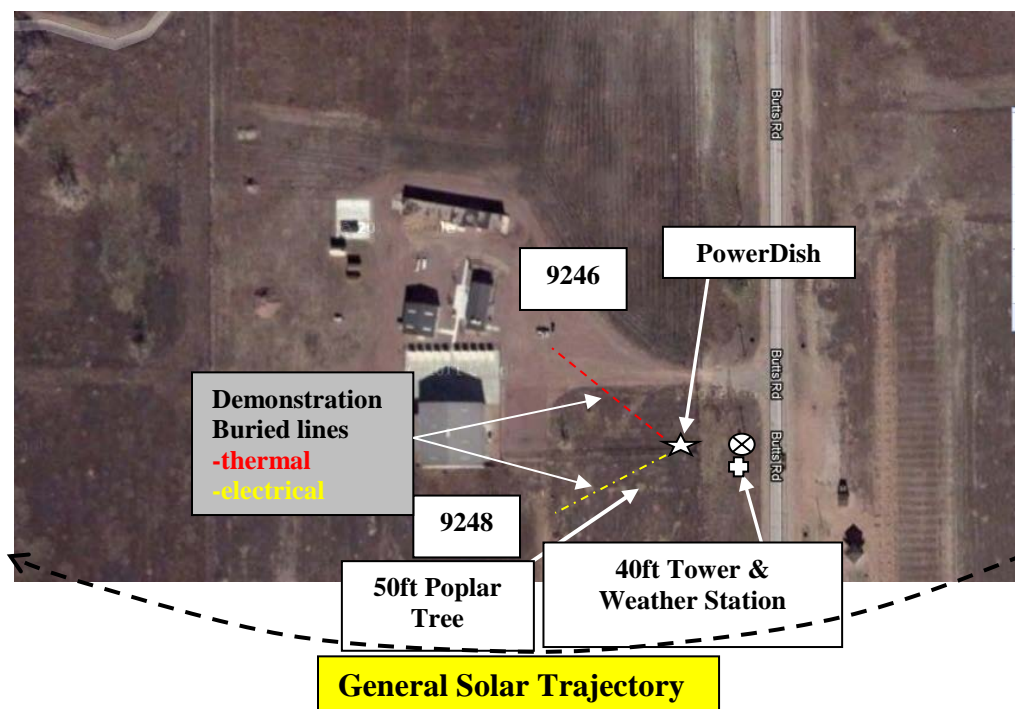 Butts Rd
PowerDish
9246
Butts Rd
Demonstration
Buried lines
-thermal
-electrical
Butts Rd
9248
50ft Poplar
Tree
40ft Tower &
Weather Station
General Solar Trajectory